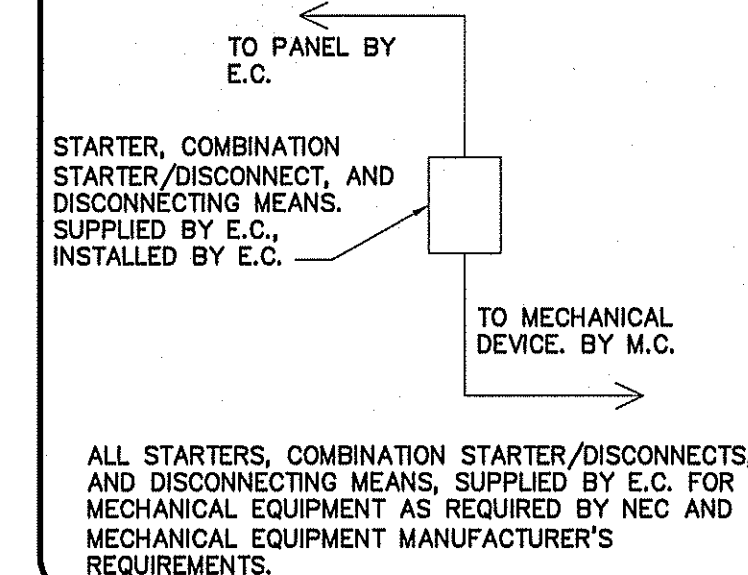 TO PANEL BY
E.C.
STARTER, COMBINATION
STARTER/DISCONNECT, AND
DISCONNECTING MEANS.
SUPPLIED BY E.C.,
INSTALLED BY E.C.
TO MECHANICAL
DEVICE. BY M.C.
ALL STARTERS, COMBINATION STARTER/DISCONNECTS,
AND DISCONNECTING MEANS, SUPPLIED BY E.C. FOR
MECHANICAL EQUIPMENT AS REQUIRED BY NEC AND
MECHANICAL EQUIPMENT MANUFACTURER'S
REQUIREMENTS.